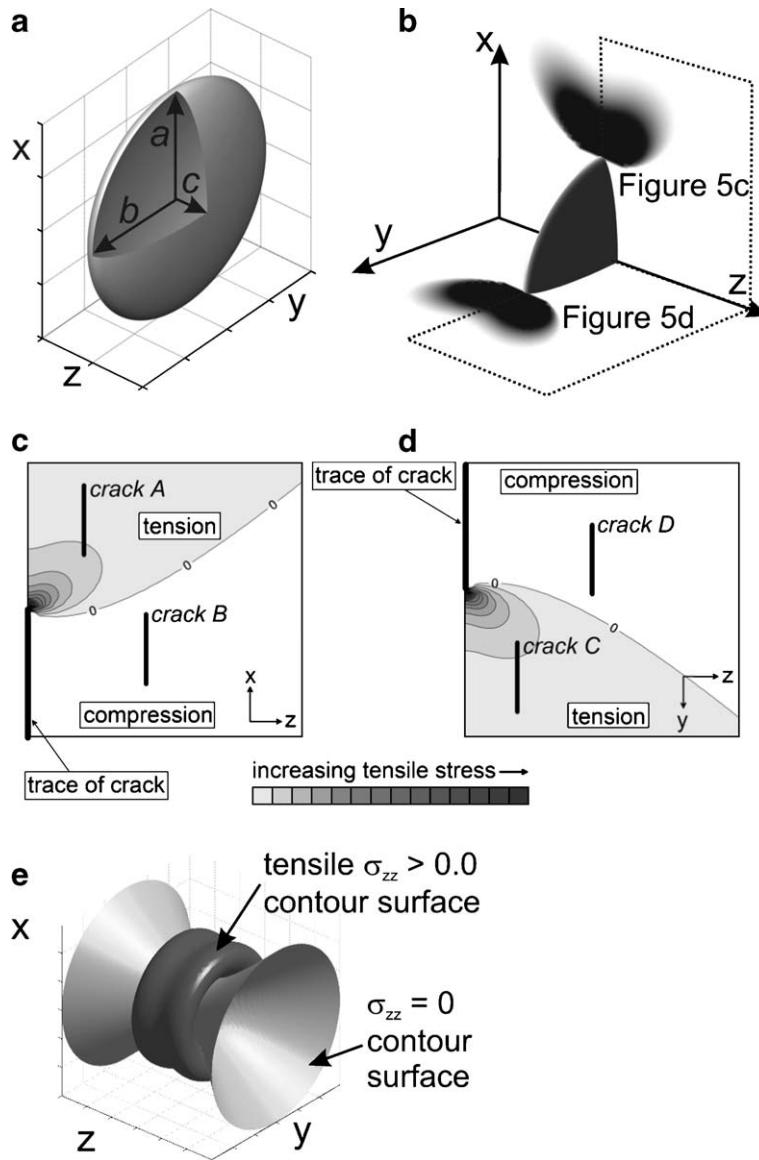 a
x
a
b
c
z
y
b
x
Figure 5c
y
z
Figure 5d
c
crack A
tension
0
0
0
crack B
compression
x
z
trace of crack
d
trace of crack
compression
crack D
0
0
crack C
z
y
tension
increasing tensile stress
e
tensile σzz > 0.0
contour surface
x
σzz = 0
contour
surface
z
y